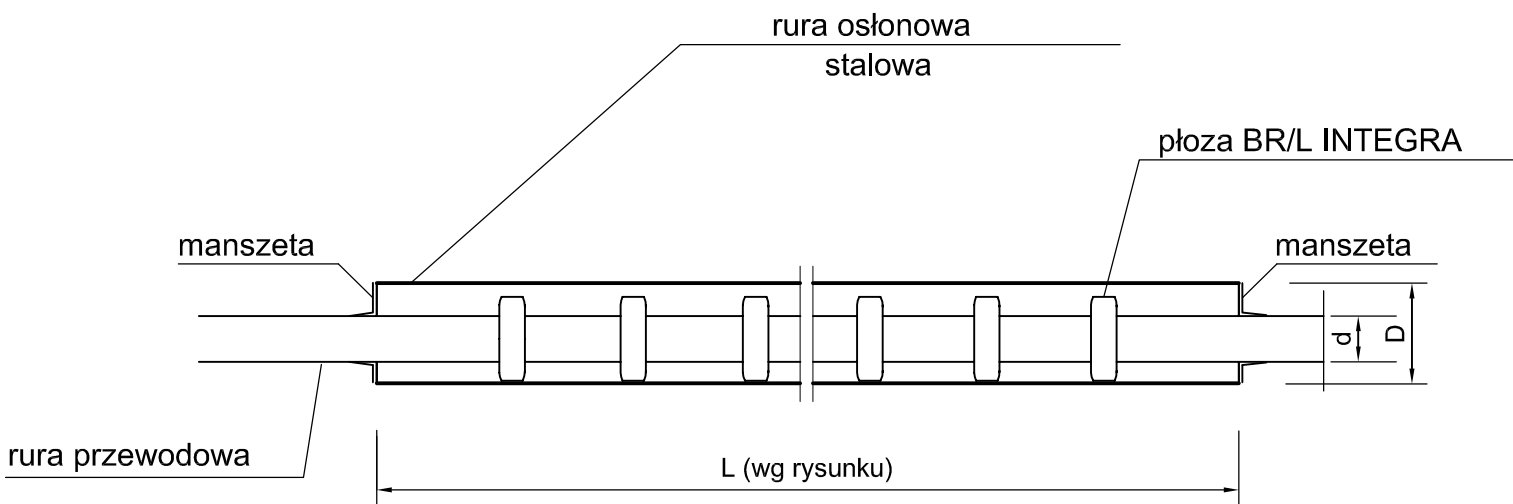 rura osłonowa
stalowa
płoza BR/L INTEGRA
manszeta
manszeta
d
D
rura przewodowa
L (wg rysunku)